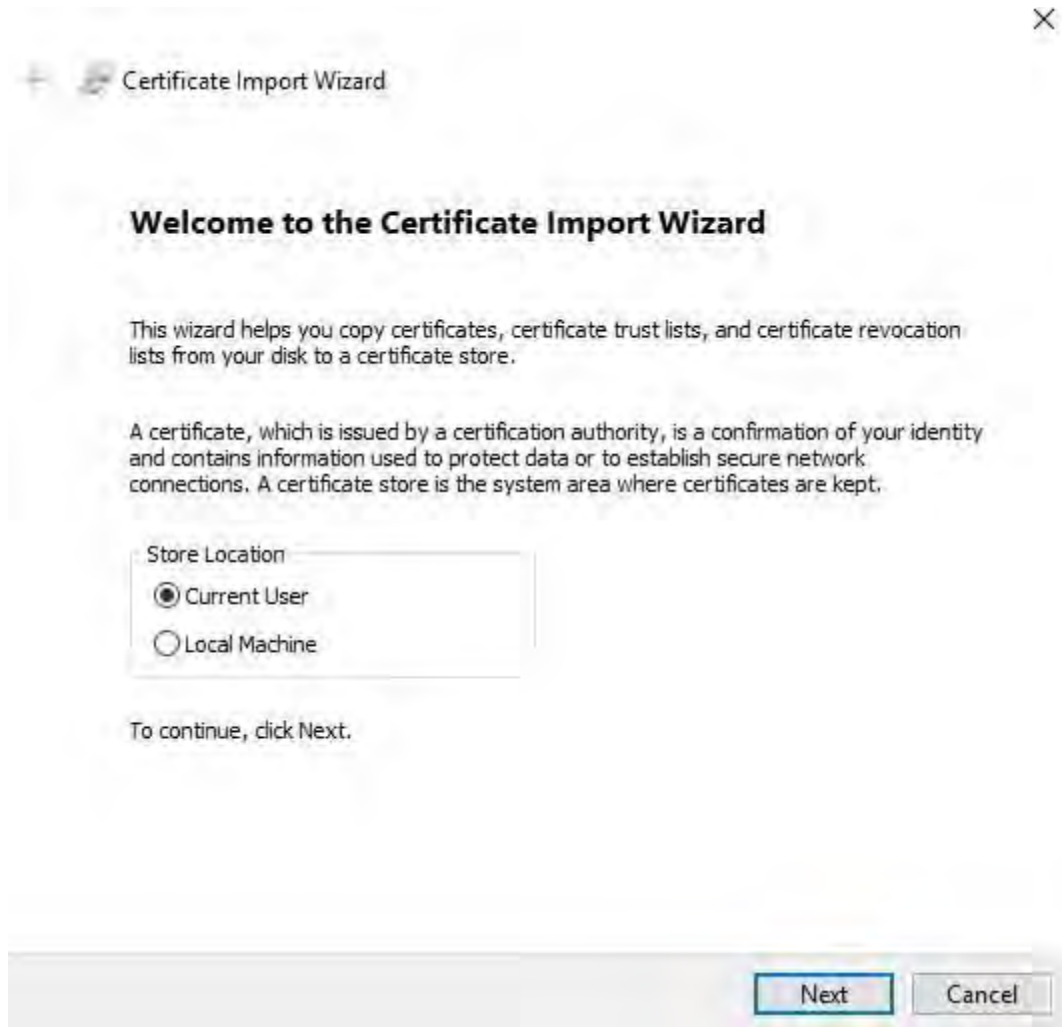 Certificate Import Wizard
Welcome to the Certificate Import Wizard
This wizard helps you copy certificates, certificate trust lists, and certificate revocation
lists from your disk to a certificate store.
A certificate, which is issued by a certification authority, is a confirmation of your identity
and contains information used to protect data or to establish secure network
connections. A certificate store is the system area where certificates are kept.
Store Location
Current User
Local Machine
To continue, click Next.
Next Cancel